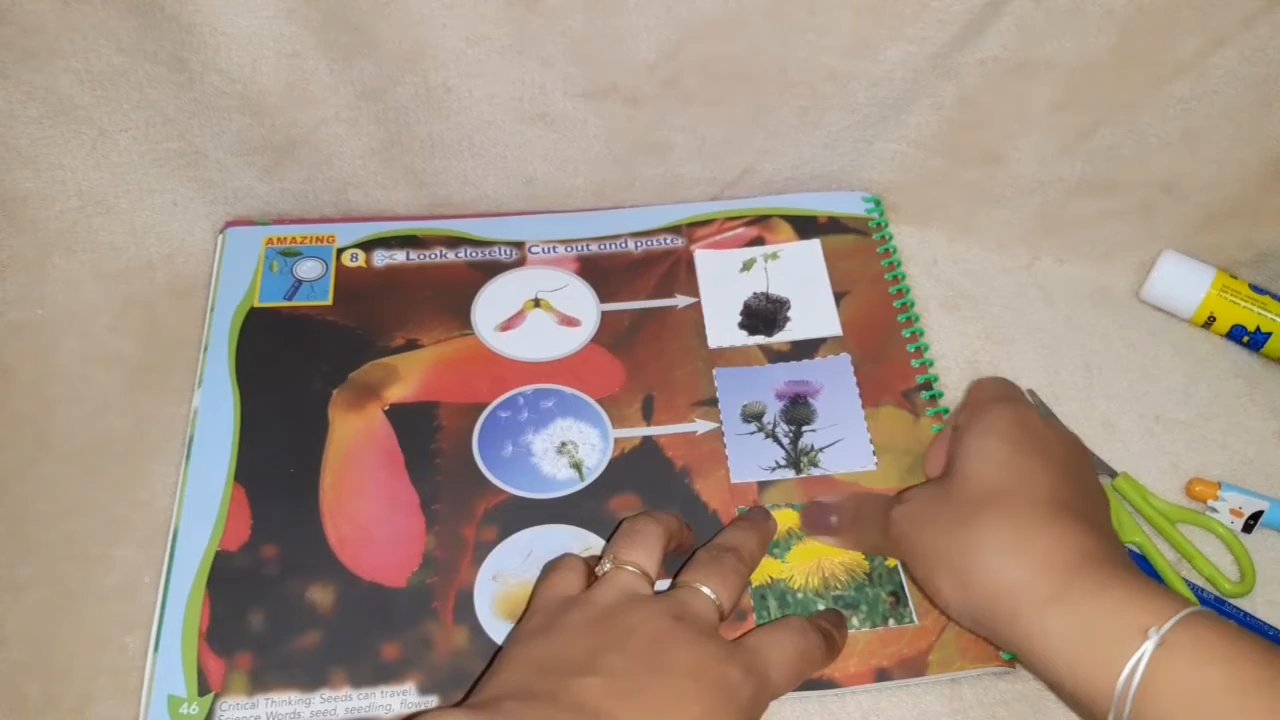 AMAZING
8 Look closely. Cut out and paste.
46
Critical Thinking: Seeds can travel.
Science Words: seed, seedling, flower